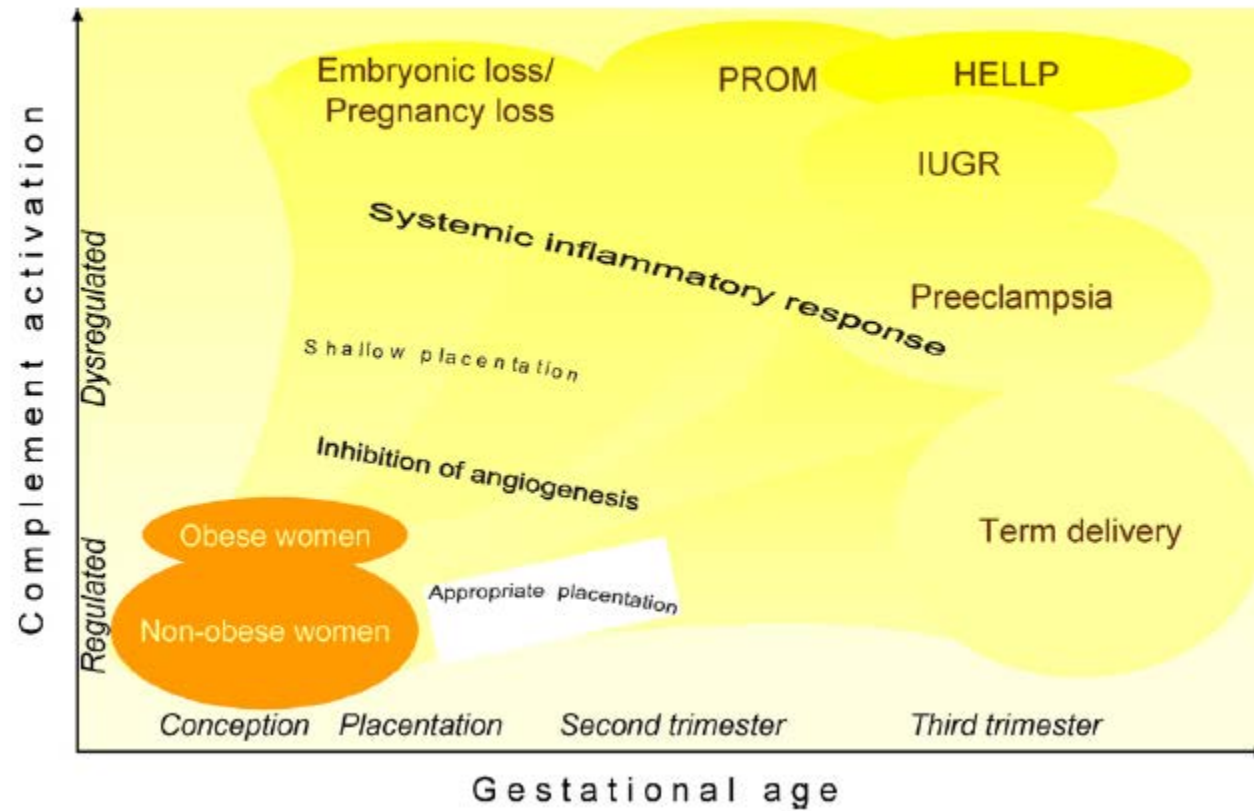 Embryonic loss/
Pregnancy loss
PROM
HELLP
IUGR
Systemic inflammatory response
Preeclampsia
Shallow placentation
Inhibition of angiogenesis
Obese women
Term delivery
Appropriate placentation
Non-obese women
Complement activation
Dysregulated
Regulated
Conception
Placentation
Second trimester
Third trimester
Gestational age